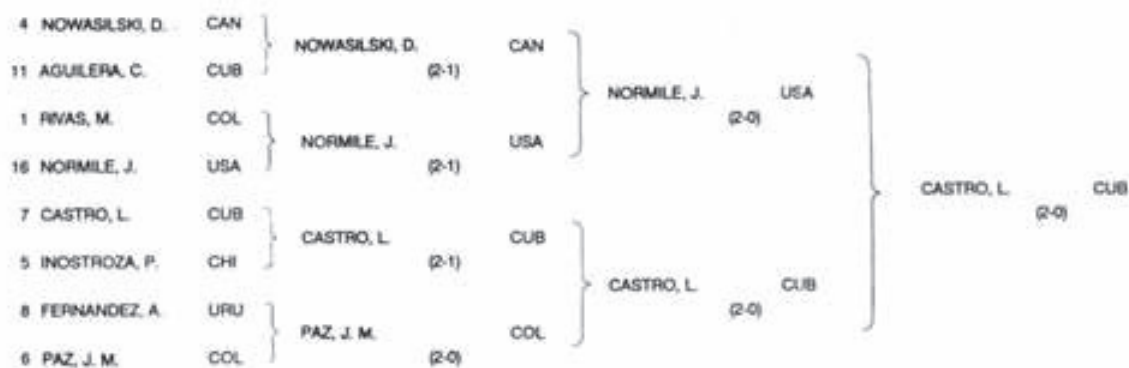 4 NOWASILSKI, D. CAN
11 AGUILERA, C. CUB
NOWASILSKI, D. CAN
(2-1)
1 RIVAS, M. COL
16 NORMILE, J. USA
NORMILE, J. USA
(2-1)
NORMILE, J. USA
(2-0)
7 CASTRO, L. CUB
5 INOSTROZA, P. CHI
CASTRO, L. CUB
(2-1)
8 FERNANDEZ, A. URU
6 PAZ, J. M. COL
PAZ, J. M. COL
(2-0)
CASTRO, L. CUB
(2-0)
CASTRO, L. CUB
(2-0)